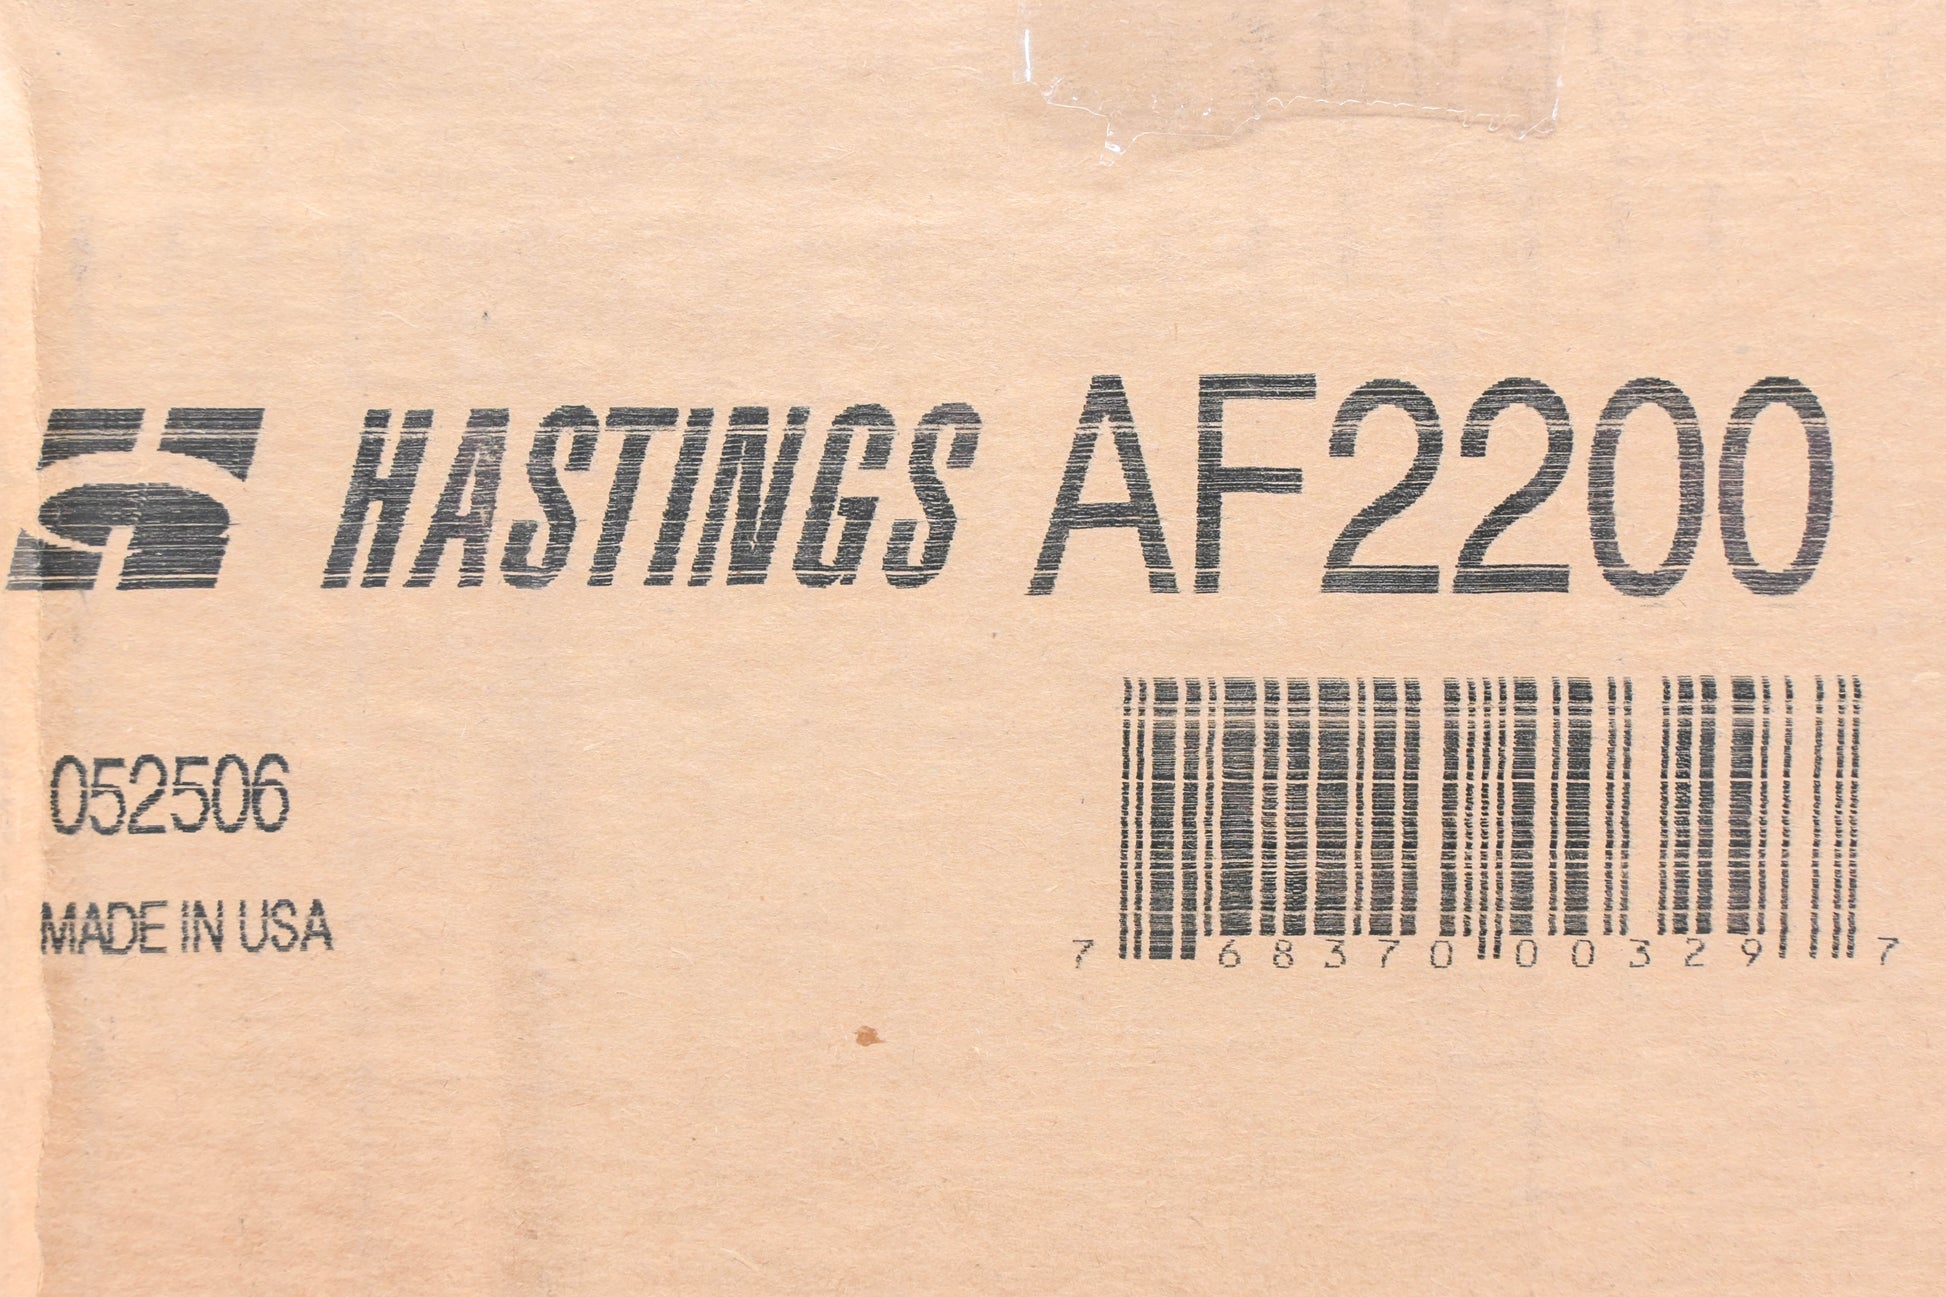 HASTINGS AF2200
052506
MADE IN USA
7 68370 00329 7